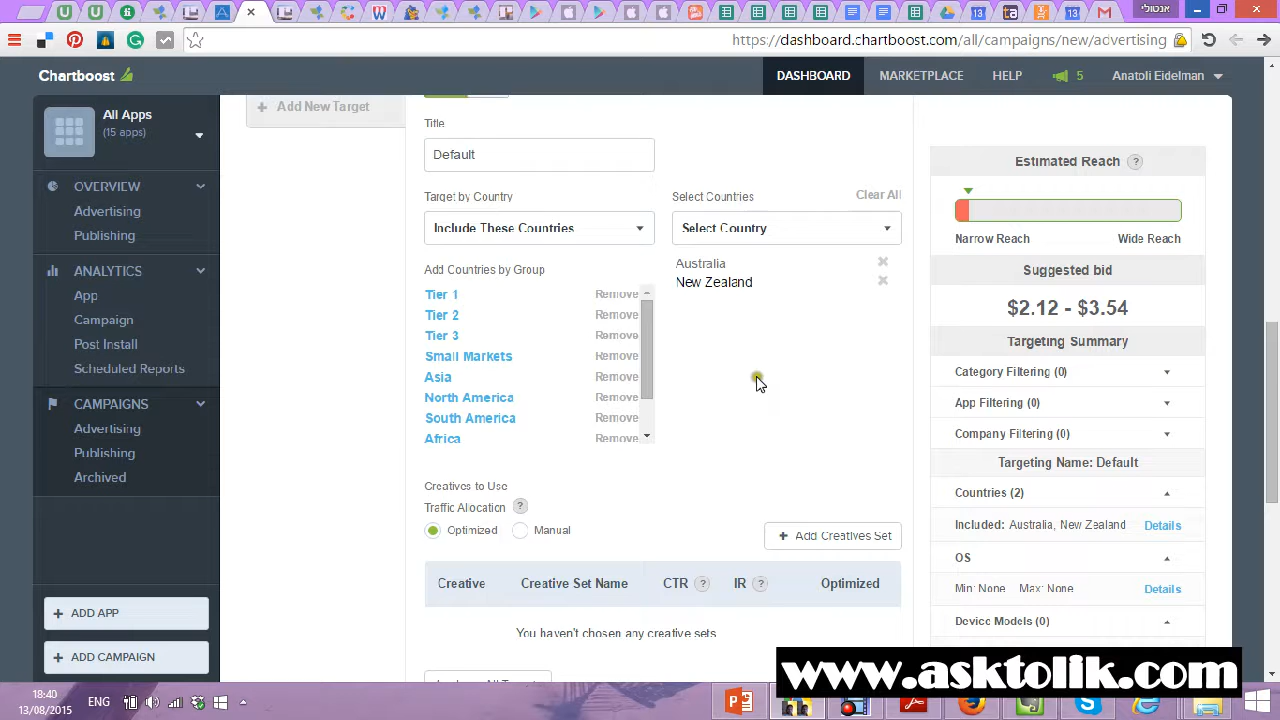 אנטולי
https://dashboard.chartboost.com/all/campaigns/new/advertising
Chartboost
DASHBOARD
MARKETPLACE
HELP
5
Anatoli Eidelman
All Apps
(15 apps)
OVERVIEW
Advertising
Publishing
ANALYTICS
App
Campaign
Post Install
Scheduled Reports
CAMPAIGNS
Advertising
Publishing
Archived
+ ADD APP
+ ADD CAMPAIGN
+ Add New Target
Title
Default
Target by Country
Include These Countries
Select Countries
Clear All
Select Country
Australia
New Zealand
Add Countries by Group
Tier 1 Remove
Tier 2 Remove
Tier 3 Remove
Small Markets Remove
Asia Remove
North America Remove
South America Remove
Africa Remove
Creatives to Use
Traffic Allocation ?
Optimized Manual
+ Add Creatives Set
Creative Creative Set Name CTR ? IR ? Optimized
You haven't chosen any creative sets
Estimated Reach ?
Narrow Reach Wide Reach
Suggested bid
$2.12 - $3.54
Targeting Summary
Category Filtering (0)
App Filtering (0)
Company Filtering (0)
Targeting Name: Default
Countries (2)
Included: Australia, New Zealand Details
OS
Min: None Max: None Details
Device Models (0)
www.asktolik.com
18:40
13/08/2015
ENG